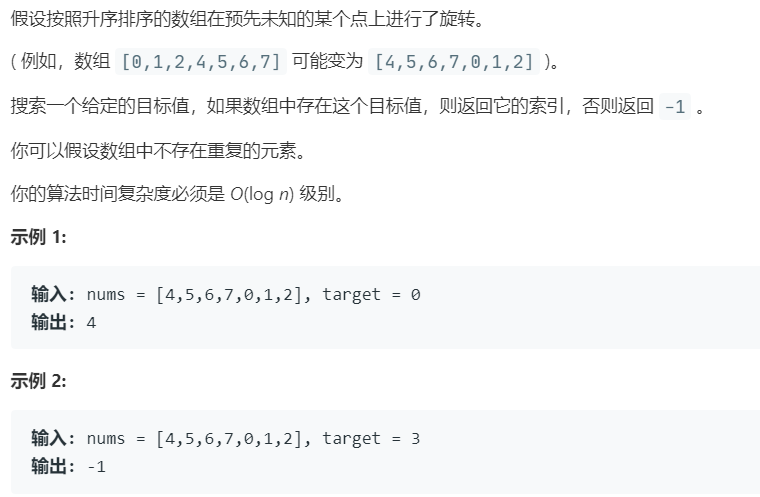 假设按照升序排序的数组在预先未知的某个点上进行了旋转。
( 例如，数组 [0,1,2,4,5,6,7] 可能变为 [4,5,6,7,0,1,2] )。
搜索一个给定的目标值，如果数组中存在这个目标值，则返回它的索引，否则返回 -1 。
你可以假设数组中不存在重复的元素。
你的算法时间复杂度必须是 O(log n) 级别。
示例 1:
输入: nums = [4,5,6,7,0,1,2], target = 0
输出: 4
示例 2:
输入: nums = [4,5,6,7,0,1,2], target = 3
输出: -1